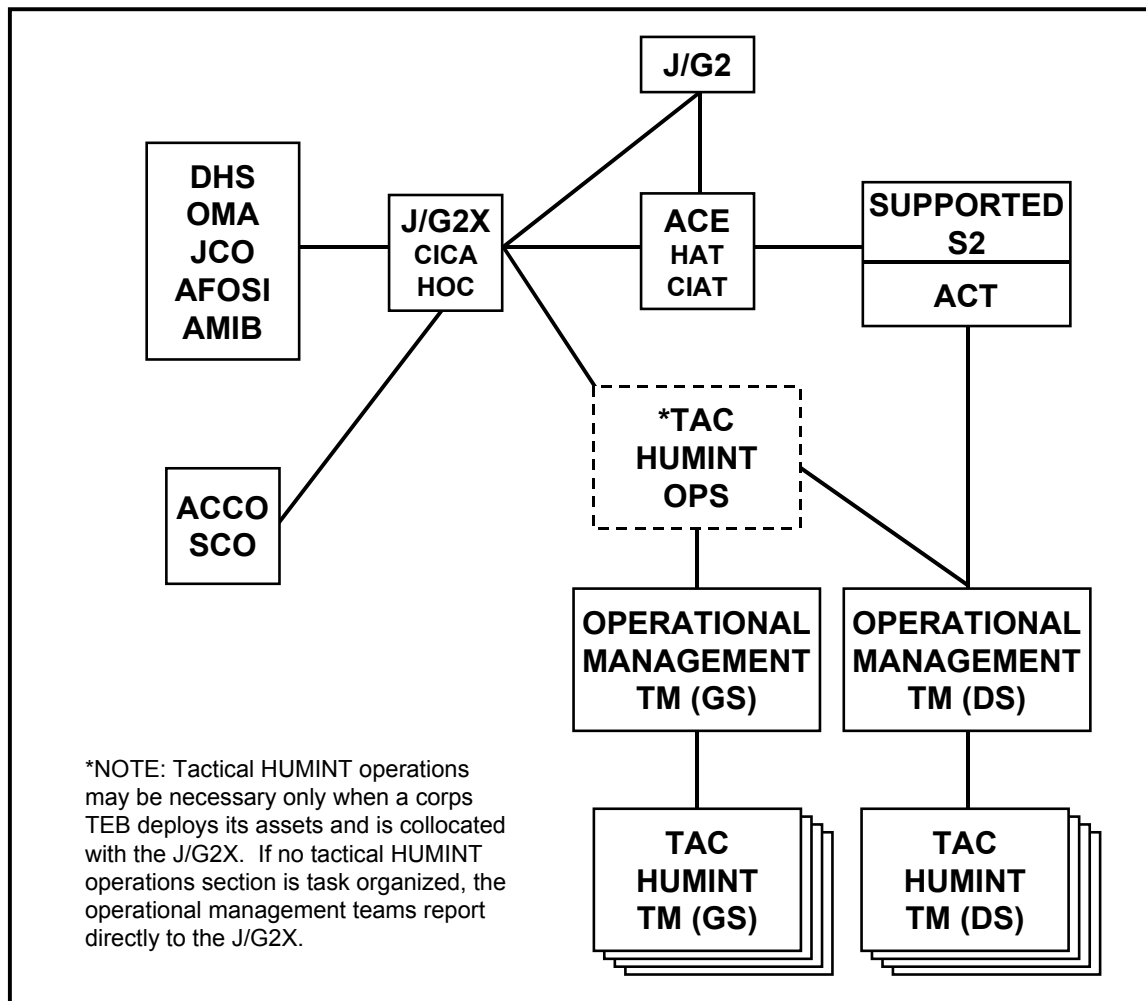 J/G2
DHS
OMA
JCO
AFOSI
AMIB
J/G2X
CICA
HOC
ACE
HAT
CIAT
SUPPORTED
S2
ACT
*TAC
HUMINT
OPS
ACCO
SCO
OPERATIONAL
MANAGEMENT
TM (GS)
OPERATIONAL
MANAGEMENT
TM (DS)
*NOTE: Tactical HUMINT operations
may be necessary only when a corps
TEB deploys its assets and is collocated
with the J/G2X. If no tactical HUMINT
operations section is task organized, the
operational management teams report
directly to the J/G2X.
TAC
HUMINT
TM (GS)
TAC
HUMINT
TM (DS)